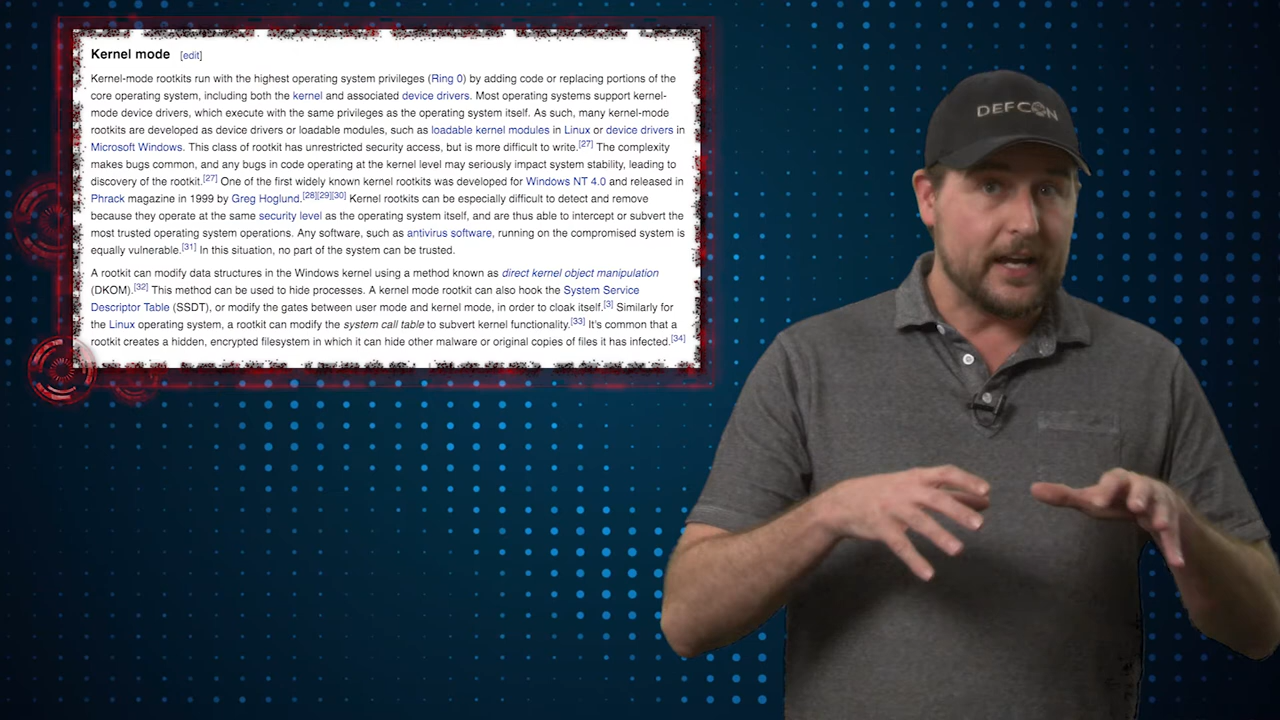 Kernel mode [edit]
Kernel-mode rootkits run with the highest operating system privileges (Ring 0) by adding code or replacing portions of the
core operating system, including both the kernel and associated device drivers. Most operating systems support kernel-
mode device drivers, which execute with the same privileges as the operating system itself. As such, many kernel-mode
rootkits are developed as device drivers or loadable modules, such as loadable kernel modules in Linux or device drivers in
Microsoft Windows. This class of rootkit has unrestricted security access, but is more difficult to write.[27] The complexity
makes bugs common, and any bugs in code operating at the kernel level may seriously impact system stability, leading to
discovery of the rootkit.[27] One of the first widely known kernel rootkits was developed for Windows NT 4.0 and released in
Phrack magazine in 1999 by Greg Hoglund.[28][29][30] Kernel rootkits can be especially difficult to detect and remove
because they operate at the same security level as the operating system itself, and are thus able to intercept or subvert the
most trusted operating system operations. Any software, such as antivirus software, running on the compromised system is
equally vulnerable.[31] In this situation, no part of the system can be trusted.
A rootkit can modify data structures in the Windows kernel using a method known as direct kernel object manipulation
(DKOM).[32] This method can be used to hide processes. A kernel mode rootkit can also hook the System Service
Descriptor Table (SSDT), or modify the gates between user mode and kernel mode, in order to cloak itself.[3] Similarly for
the Linux operating system, a rootkit can modify the system call table to subvert kernel functionality.[33] It's common that a
rootkit creates a hidden, encrypted filesystem in which it can hide other malware or original copies of files it has infected.[34]
DEFCON